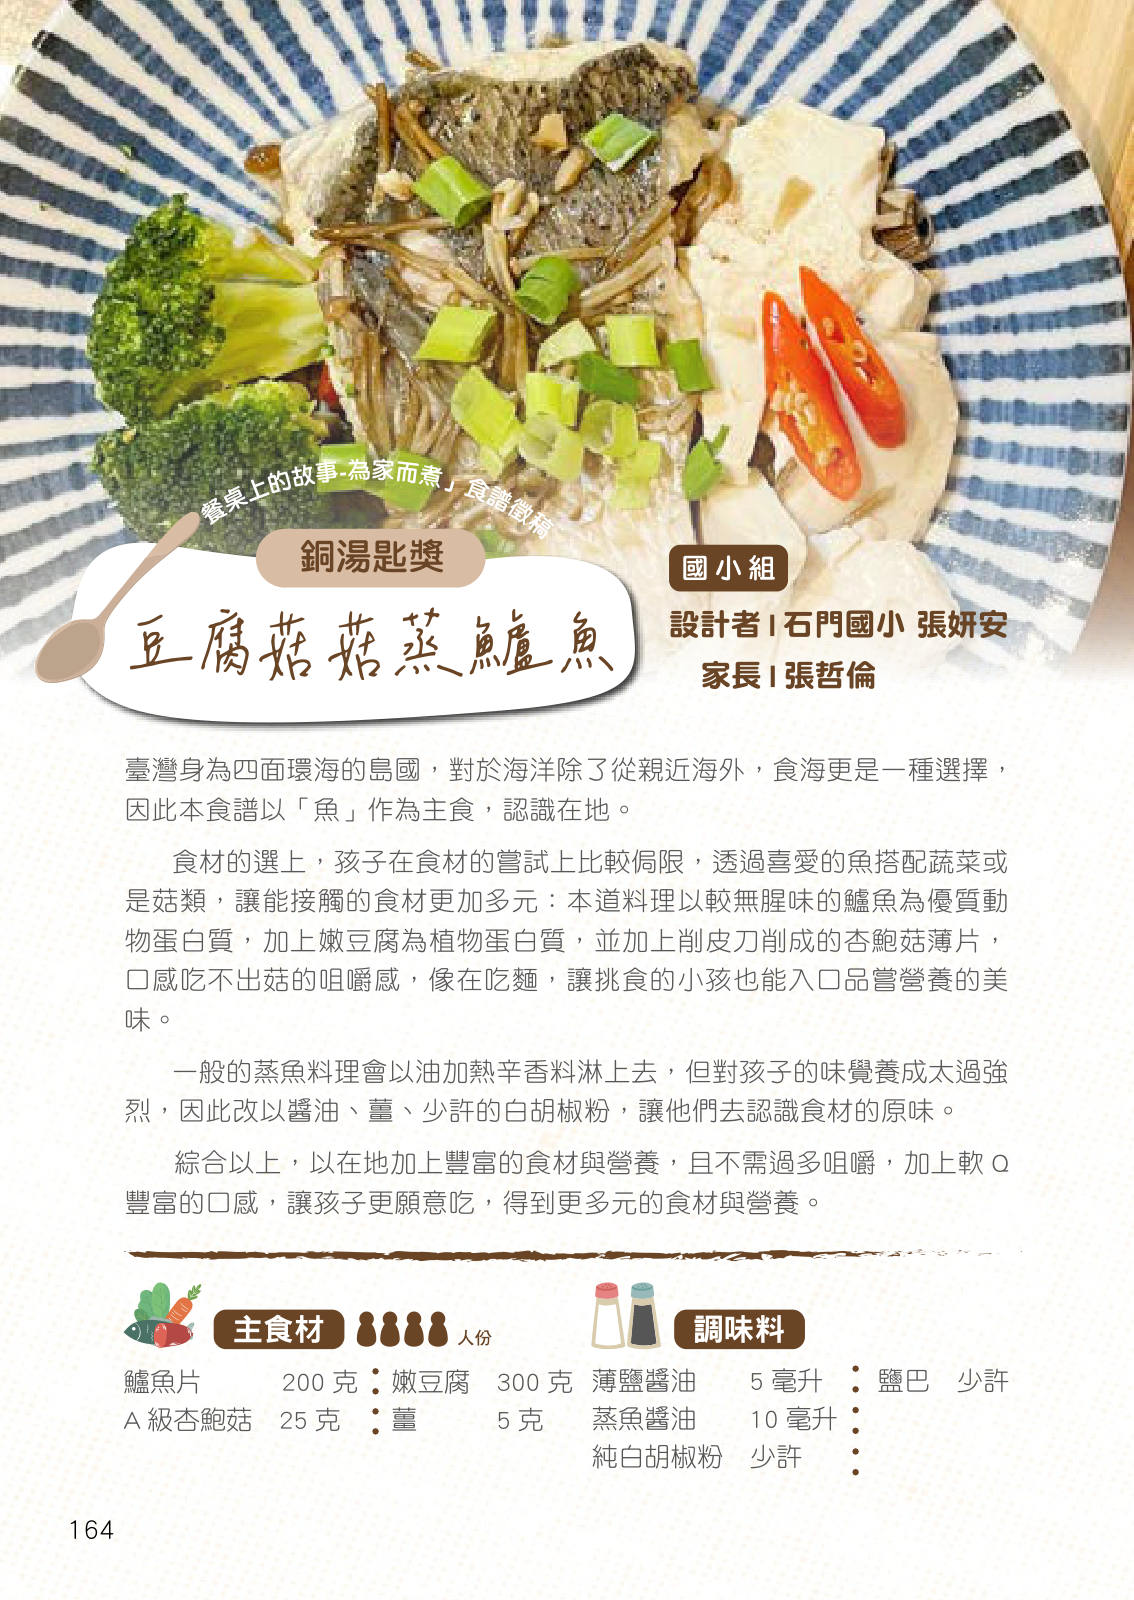 餐桌上的故事-為家而煮」食譜徵稿
銅湯匙獎
豆腐菇菇蒸鱸魚
國小組
設計者 | 石門國小 張妍安
家長 | 張哲倫
臺灣身為四面環海的島國，對於海洋除了從親近海外，食海更是一種選擇，
因此本食譜以「魚」作為主食，認識在地。
食材的選上，孩子在食材的嘗試上比較侷限，透過喜愛的魚搭配蔬菜或
是菇類，讓能接觸的食材更加多元：本道料理以較無腥味的鱸魚為優質動
物蛋白質，加上嫩豆腐為植物蛋白質，並加上削皮刀削成的杏鮑菇薄片，
口感吃不出菇的咀嚼感，像在吃麵，讓挑食的小孩也能入口品嘗營養的美
味。
一般的蒸魚料理會以油加熱辛香料淋上去，但對孩子的味覺養成太過強
烈，因此改以醬油、薑、少許的白胡椒粉，讓他們去認識食材的原味。
綜合以上，以在地加上豐富的食材與營養，且不需過多咀嚼，加上軟 Q
豐富的口感，讓孩子更願意吃，得到更多元的食材與營養。
主食材 人份
鱸魚片 200 克 嫩豆腐 300 克
A 級杏鮑菇 25 克 薑 5 克
調味料
薄鹽醬油 5 毫升 鹽巴 少許
蒸魚醬油 10 毫升
純白胡椒粉 少許
164